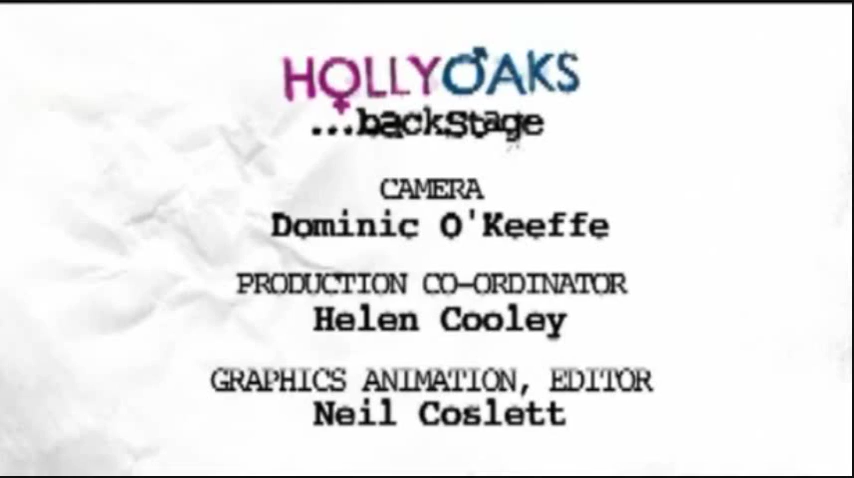 HOLLYOAKS
...backstage
CAMERA
Dominic O'Keeffe
PRODUCTION CO-ORDINATOR
Helen Cooley
GRAPHICS ANIMATION, EDITOR
Neil Coslett